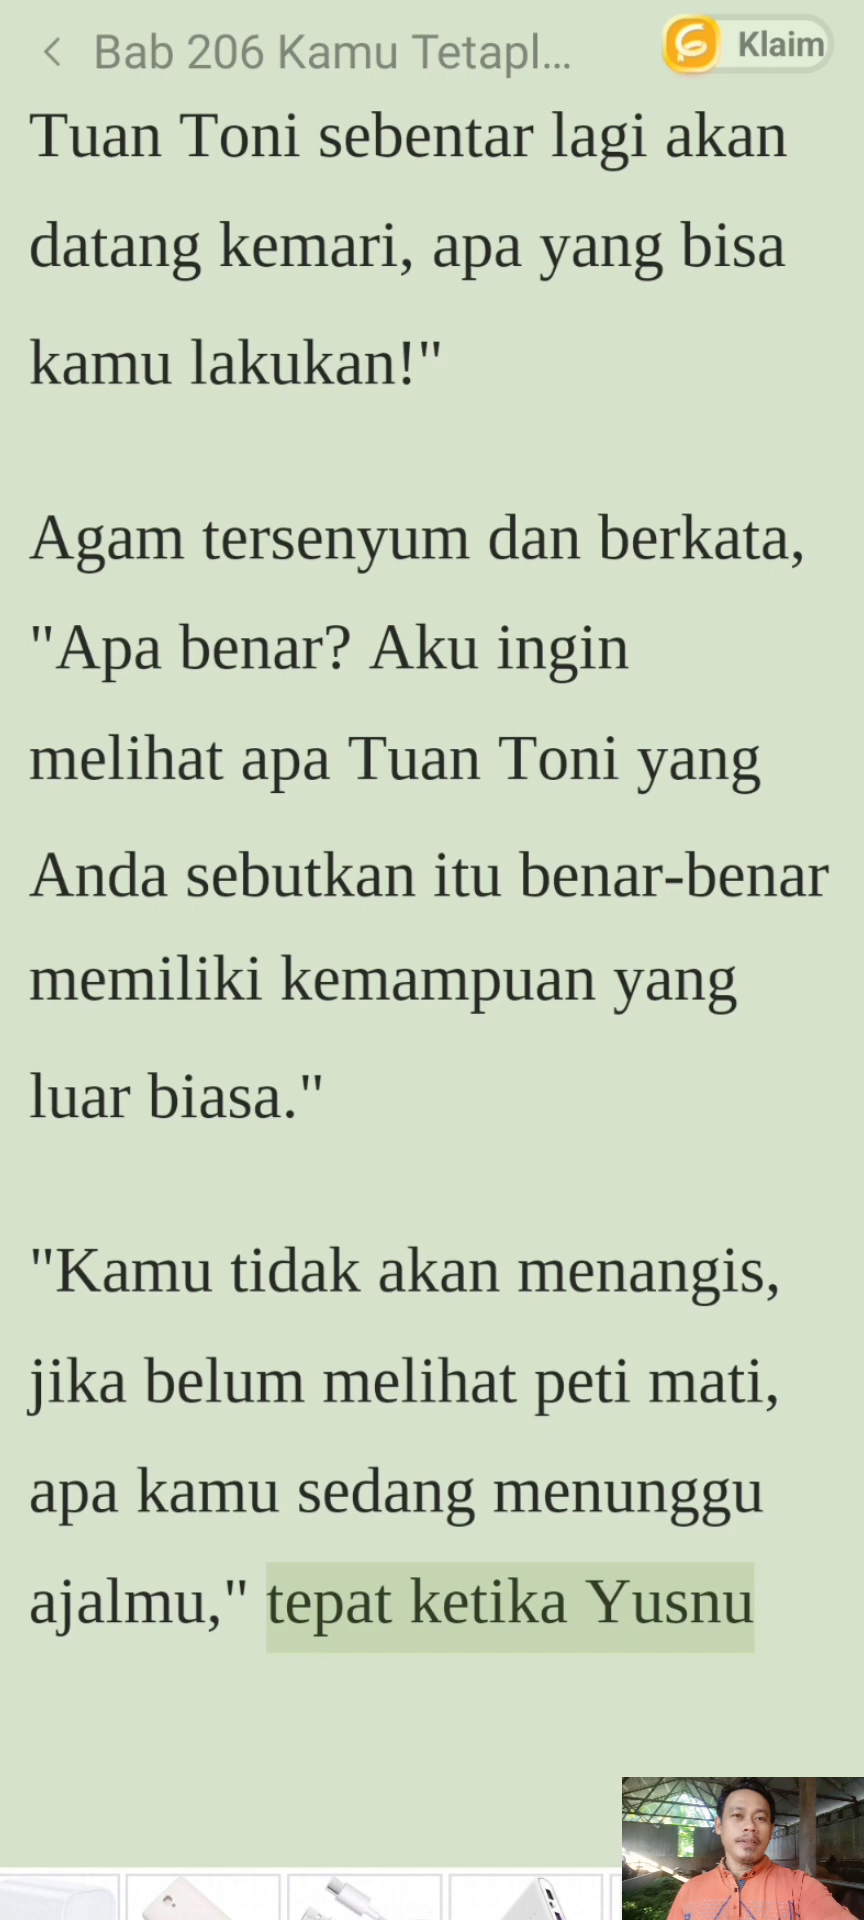 Bab 206 Kamu Tetapl...
Klaim
Tuan Toni sebentar lagi akan
datang kemari, apa yang bisa
kamu lakukan!"
Agam tersenyum dan berkata,
"Apa benar? Aku ingin
melihat apa Tuan Toni yang
Anda sebutkan itu benar-benar
memiliki kemampuan yang
luar biasa."
"Kamu tidak akan menangis,
jika belum melihat peti mati,
apa kamu sedang menunggu
ajalmu," tepat ketika Yusnu